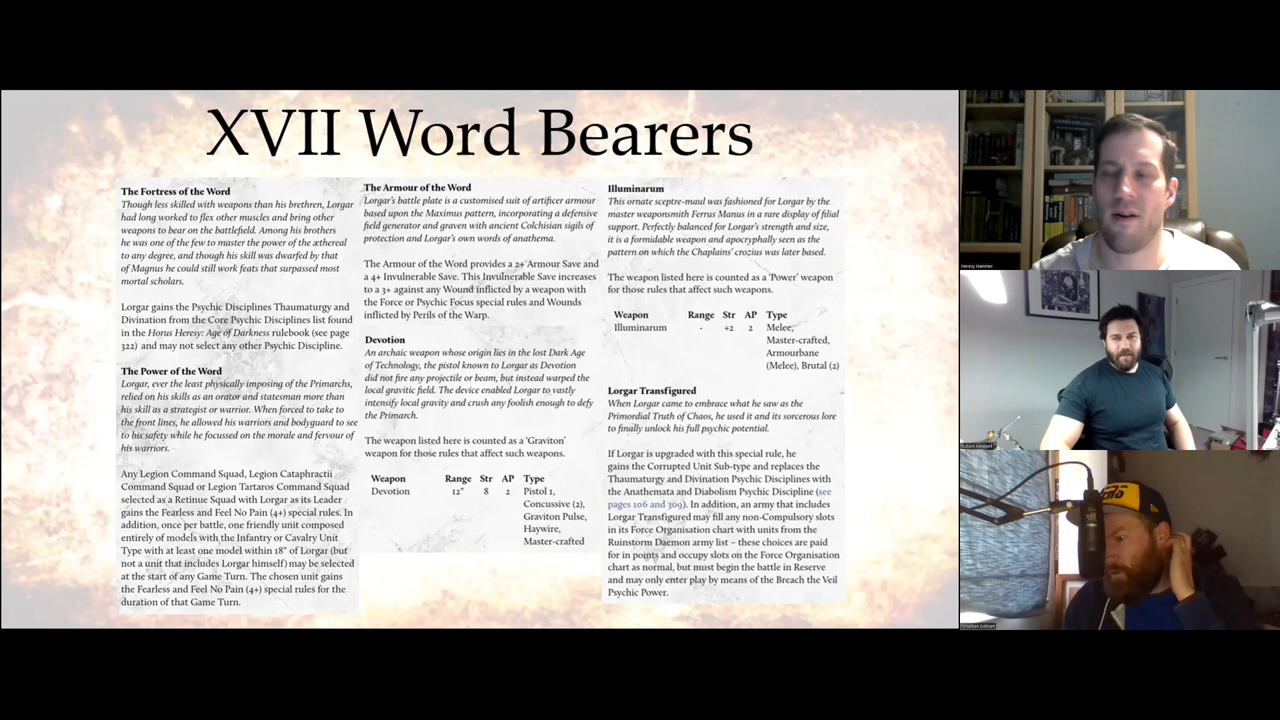 XVII Word Bearers
The Fortress of the Word
Though less skilled with weapons than his brethren, Lorgar
had long worked to flex other muscles and bring other
weapons to bear on the battlefield. Among his brothers
he was one of the few to master the power of the æthereal
to any degree, and though his skill was dwarfed by that
of Magnus he could still work feats that surpassed most
mortal scholars.
Lorgar gains the Psychic Disciplines Thaumaturgy and
Divination from the Core Psychic Disciplines list found
in the Horus Heresy: Age of Darkness rulebook (see page
322) and may not select any other Psychic Discipline.
The Power of the Word
Lorgar, ever the least physically imposing of the Primarchs,
relied on his skills as an orator and statesman more than
his skill as a strategist or warrior. When forced to take to
the front lines, he allowed his warriors and bodyguard to see
to his safety while he focussed on the morale and fervour of
his warriors.
Any Legion Command Squad, Legion Cataphractii
Command Squad or Legion Tartaros Command Squad
selected as a Retinue Squad with Lorgar as its Leader
gains the Fearless and Feel No Pain (4+) special rules. In
addition, once per battle, one friendly unit composed
entirely of models with the Infantry or Cavalry Unit
Type with at least one model within 18" of Lorgar (but
not a unit that includes Lorgar himself) may be selected
at the start of any Game Turn. The chosen unit gains
the Fearless and Feel No Pain (4+) special rules for the
duration of that Game Turn.
The Armour of the Word
Lorgar's battle plate is a customised suit of artificer armour
based upon the Maximus pattern, incorporating a defensive
field generator and graven with ancient Colchisian sigils of
protection and Lorgar's own words of anathema.
The Armour of the Word provides a 2+ Armour Save and
a 4+ Invulnerable Save. This Invulnerable Save increases
to a 3+ against any Wound inflicted by a weapon with
the Force or Psychic Focus special rules and Wounds
inflicted by Perils of the Warp.
Devotion
An archaic weapon whose origin lies in the lost Dark Age
of Technology, the pistol known to Lorgar as Devotion
did not fire any projectile or beam, but instead warped the
local gravitic field. The device enabled Lorgar to vastly
intensify local gravity and crush any foolish enough to defy
the Primarch.
The weapon listed here is counted as a 'Graviton'
weapon for those rules that affect such weapons.
Weapon Range Str AP Type
Devotion 12" 8 2 Pistol 1,
Concussive (2),
Graviton Pulse,
Haywire,
Master-crafted
Illuminarum
This ornate sceptre-maul was fashioned for Lorgar by the
master weaponsmith Ferrus Manus in a rare display of filial
support. Perfectly balanced for Lorgar's strength and size,
it is a formidable weapon and apocryphally seen as the
pattern on which the Chaplains' crozius was later based.
The weapon listed here is counted as a 'Power' weapon
for those rules that affect such weapons.
Weapon Range Str AP Type
Illuminarum - +2 2 Melee,
Master-crafted,
Armourbane
(Melee), Brutal (2)
Lorgar Transfigured
When Lorgar came to embrace what he saw as the
Primordial Truth of Chaos, he used it and its sorcerous lore
to finally unlock his full psychic potential.
If Lorgar is upgraded with this special rule, he
gains the Corrupted Unit Sub-type and replaces the
Thaumaturgy and Divination Psychic Disciplines with
the Anathemata and Diabolism Psychic Discipline (see
pages 106 and 309). In addition, an army that includes
Lorgar Transfigured may fill any non-Compulsory slots
in its Force Organisation chart with units from the
Ruinstorm Daemon army list – these choices are paid
for in points and occupy slots on the Force Organisation
chart as normal, but must begin the battle in Reserve
and may only enter play by means of the Breach the Veil
Psychic Power.